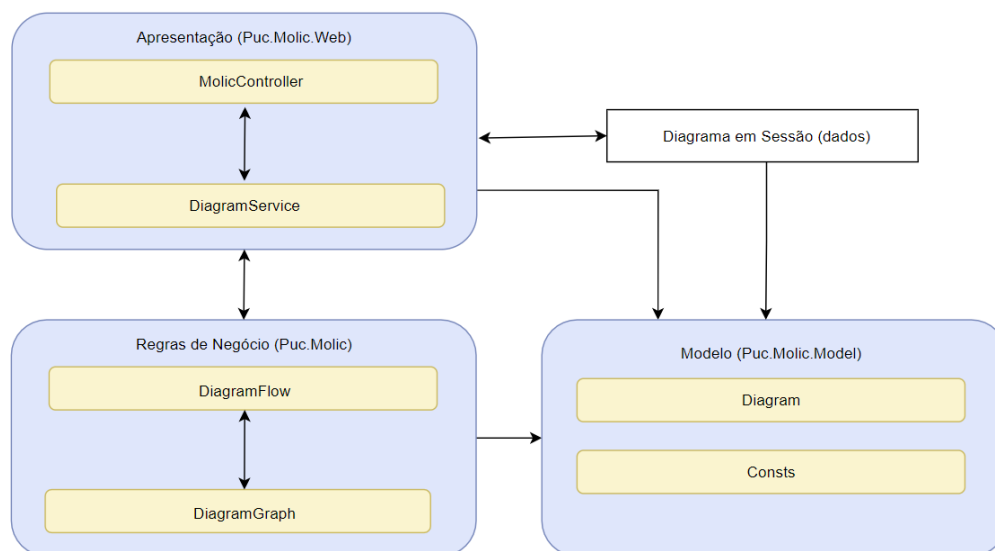 Apresentação (Puc.Molic.Web)
MolicController
DiagramService
Diagrama em Sessão (dados)
Regras de Negócio (Puc.Molic)
DiagramFlow
DiagramGraph
Modelo (Puc.Molic.Model)
Diagram
Consts